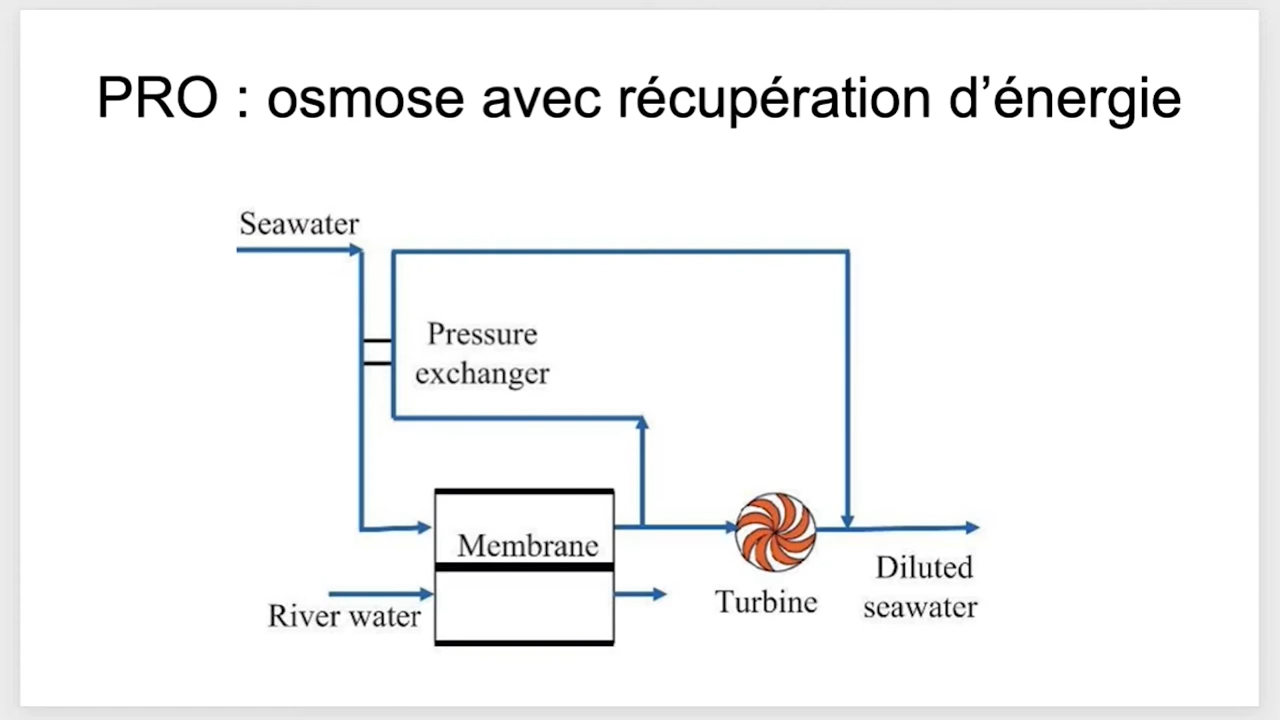 PRO : osmose avec récupération d’énergie
Seawater
Pressure
exchanger
Membrane
River water
Turbine
Diluted
seawater